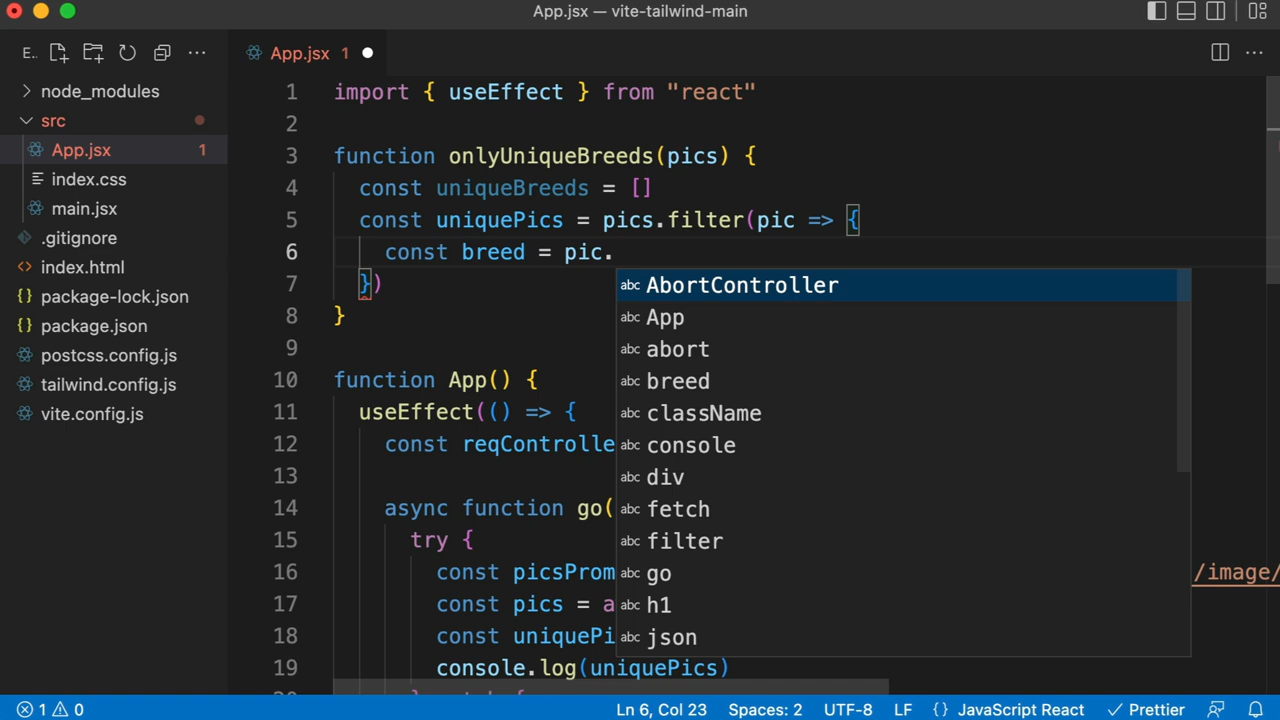 App.jsx — vite-tailwind-main
E..
App.jsx 1
node_modules
src
App.jsx 1
index.css
main.jsx
.gitignore
index.html
package-lock.json
package.json
postcss.config.js
tailwind.config.js
vite.config.js
1 import { useEffect } from "react"
2
3 function onlyUniqueBreeds(pics) {
4 const uniqueBreeds = []
5 const uniquePics = pics.filter(pic => {
6 const breed = pic.
7 })
8 }
9
10 function App() {
11 useEffect(() => {
12 const reqControlle
13
14 async function go(
15 try {
16 const picsProm /image/
17 const pics = a
18 const uniquePi
19 console.log(uniquePics)
abc AbortController
abc App
abc abort
abc breed
abc className
abc console
abc div
abc fetch
abc filter
abc go
abc h1
abc json
1 0 Ln 6, Col 23 Spaces: 2 UTF-8 LF {} JavaScript React Prettier